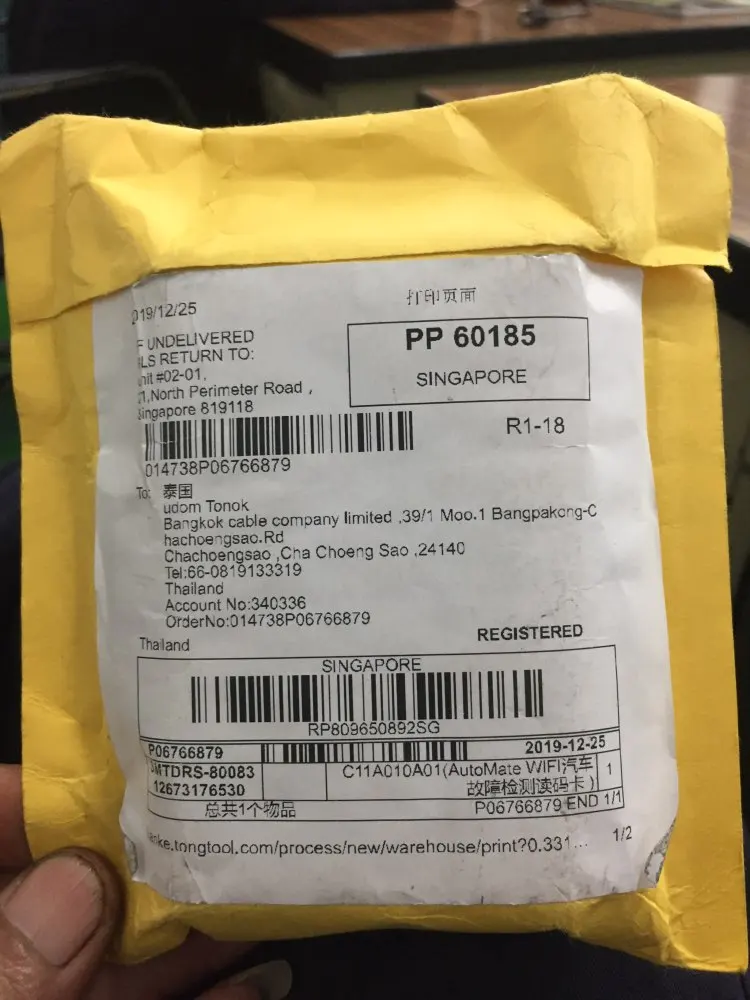 2019/12/25
打印页面
F UNDELIVERED
LS RETURN TO:
nit #02-01,
1,North Perimeter Road ,
Singapore 819118
PP 60185
SINGAPORE
R1-18
014738P06766879
To: 泰国
udom Tonok
Bangkok cable company limited ,39/1 Moo.1 Bangpakong-C
hachoengsao.Rd
Chachoengsao ,Cha Choeng Sao ,24140
Tel:66-0819133319
Thailand
Account No:340336
OrderNo:014738P06766879
Thailand
REGISTERED
SINGAPORE
RP809650892SG
P06766879
2019-12-25
MTDRS-80083
12673176530
C11A010A01(AutoMate WIFI汽车
故障检测读码卡)
1
总共1个物品
P06766879 END 1/1
nke.tongtool.com/process/new/warehouse/print?0.331...
1/2